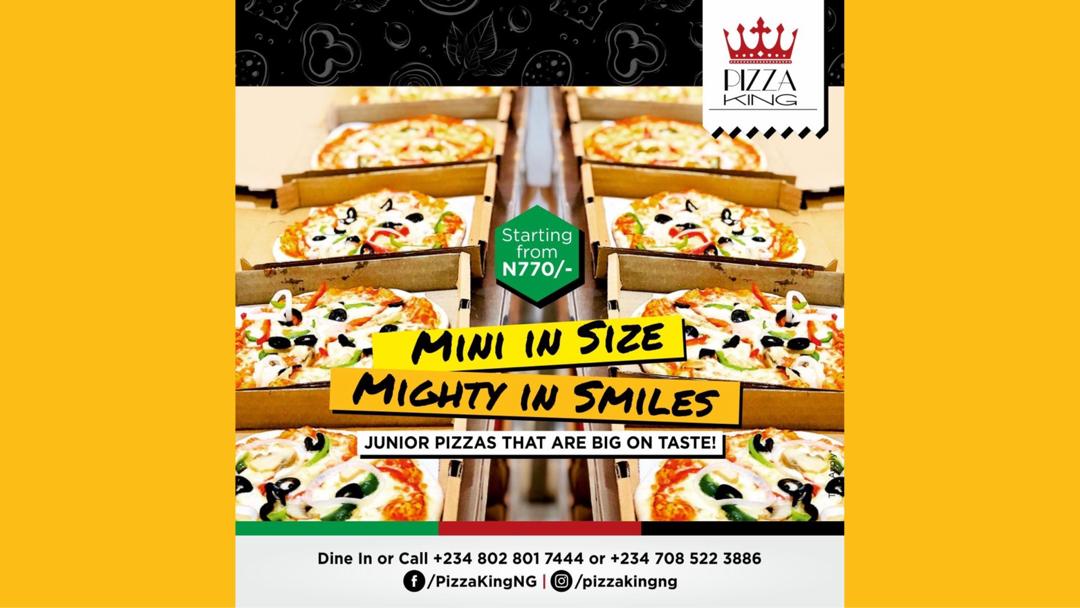 PIZZA
KING
Starting
from
N770/-
MINI IN SIZE
MIGHTY IN SMILES
JUNIOR PIZZAS THAT ARE BIG ON TASTE!
Dine In or Call +234 802 801 7444 or +234 708 522 3886
/PizzaKingNG | /pizzakingng